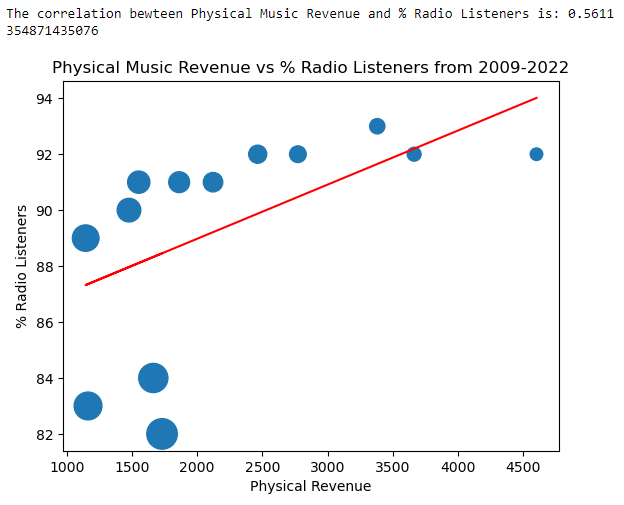 The correlation bewteen Physical Music Revenue and % Radio Listeners is: 0.5611
354871435076
Physical Music Revenue vs % Radio Listeners from 2009-2022
94
92
90
88
86
84
82
% Radio Listeners
1000 1500 2000 2500 3000 3500 4000 4500
Physical Revenue